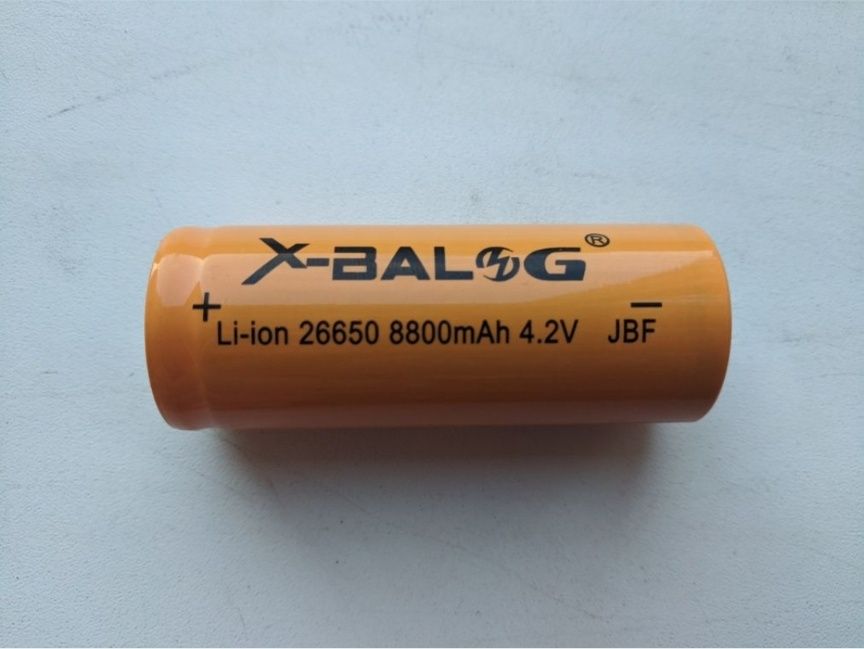 X-BALOG®
+ −
Li-ion 26650 8800mAh 4.2V JBF